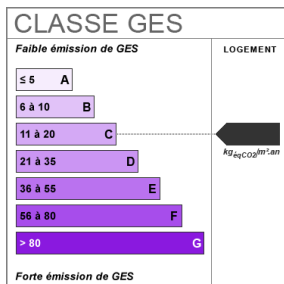 CLASSE GES
Faible émission de GES
LOGEMENT
≤ 5 A
6 à 10 B
11 à 20 C
21 à 35 D
36 à 55 E
56 à 80 F
> 80 G
kgéqCO2/m².an
Forte émission de GES